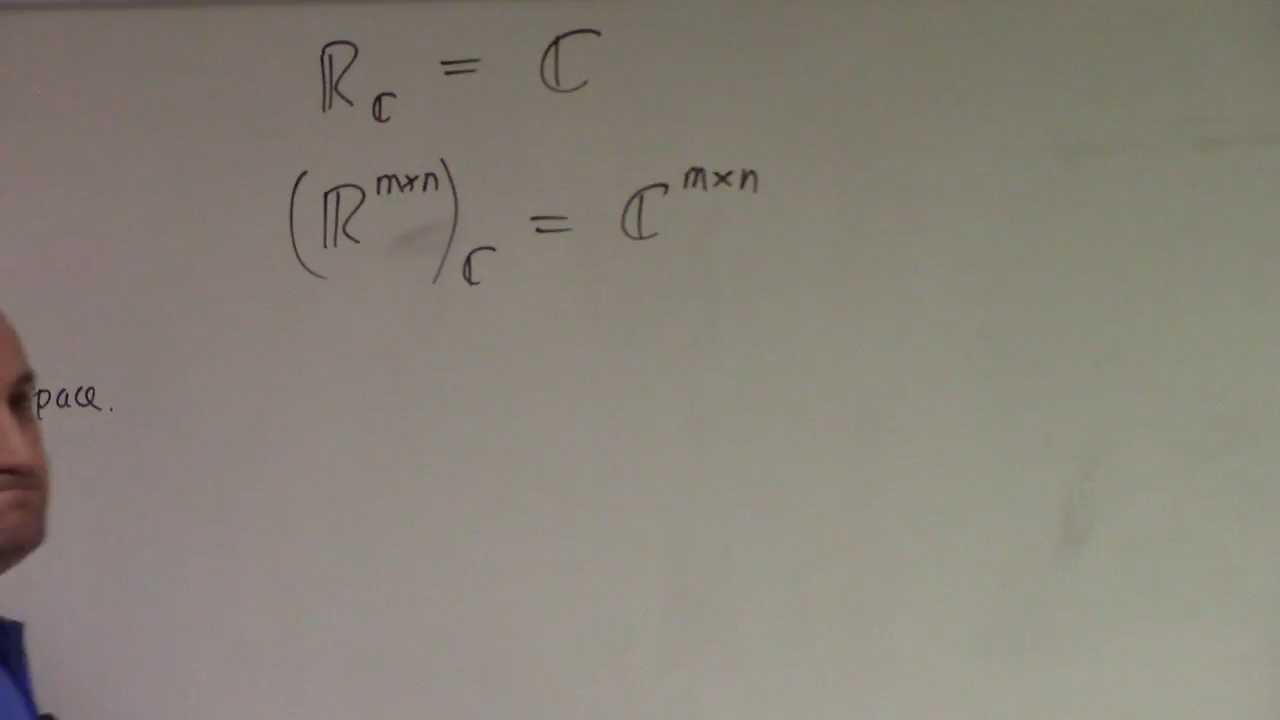 ℝ_ℂ = ℂ
(ℝ^{m×n})_ℂ = ℂ^{m×n}
pace.